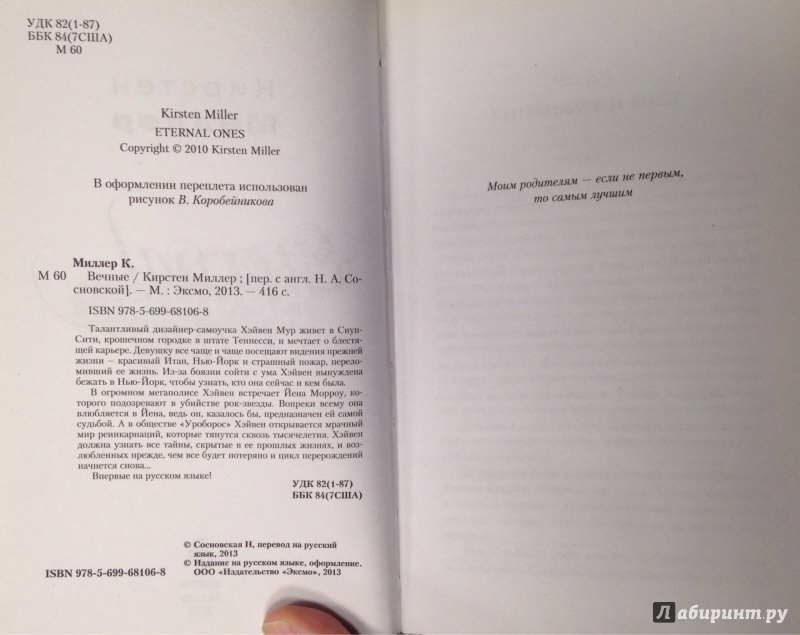 УДК 82(1-87)
ББК 84(7США)
М 60
Kirsten Miller
ETERNAL ONES
Copyright © 2010 Kirsten Miller
В оформлении переплета использован
рисунок В. Коробейникова
Миллер К.
М 60 Вечные / Кирстен Миллер ; [пер. с англ. Н. А. Со-
сновской]. — М. : Эксмо, 2013. — 416 с.
ISBN 978-5-699-68106-8
Талантливый дизайнер-самоучка Хэйвен Мур живет в Сноуп-
Сити, крошечном городке в штате Теннесси, и мечтает о блестя-
щей карьере. Девушку все чаще и чаще посещают видения прежней
жизни – красивый Итан, Нью-Йорк и страшный пожар, перело-
мивший ее жизнь. Из-за боязни сойти с ума Хэйвен вынуждена
бежать в Нью-Йорк, чтобы узнать, кто она сейчас и кем была.
В огромном мегаполисе Хэйвен встречает Йена Морроу, ко-
торого подозревают в убийстве рок-звезды. Вопреки всему она
влюбляется в Йена, ведь он, казалось бы, предназначен ей самой
судьбой. А в обществе «Уроборос» Хэйвен открывается мрачный
мир реинкарнаций, которые тянутся сквозь тысячелетия. Хэйвен
должна узнать все тайны, скрытые в ее прошлых жизнях, и воз-
любленных прежде, чем все будет потеряно и цикл перерождений
начнется снова...
Впервые на русском языке!
УДК 82(1-87)
ББК 84(7США)
© Сосновская Н, перевод на русский
язык, 2013
© Издание на русском языке, оформление.
ООО «Издательство «Эксмо», 2013
ISBN 978-5-699-68106-8
Моим родителям — если не первым,
то самым лучшим
Лабиринт.ру